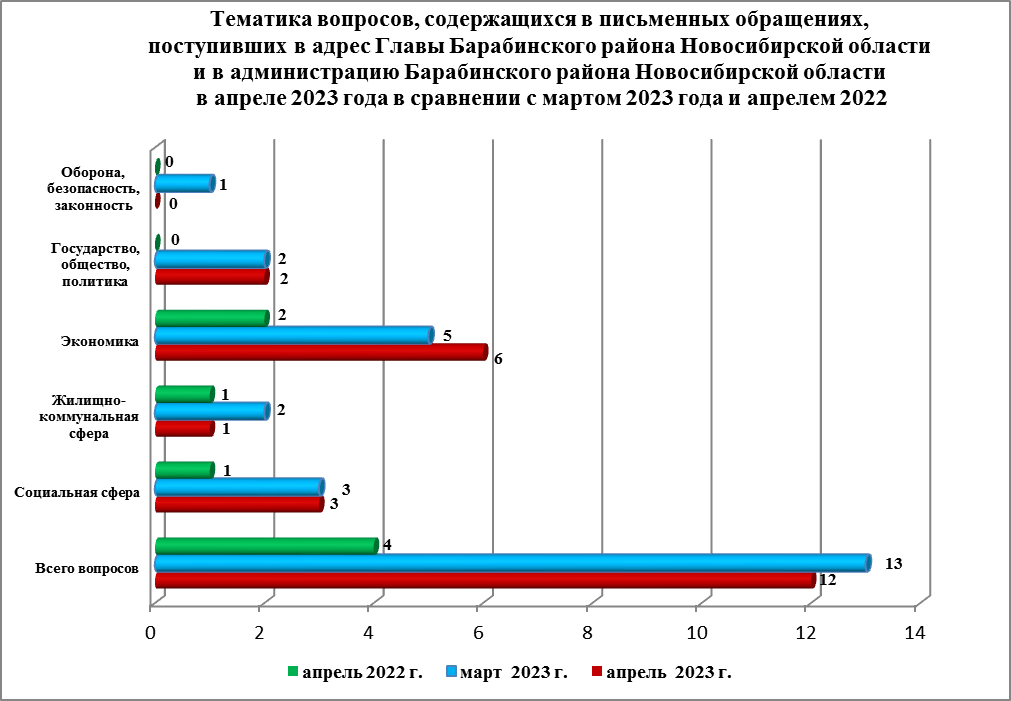 Тематика вопросов, содержащихся в письменных обращениях,
поступивших в адрес Главы Барабинского района Новосибирской области
и в администрацию Барабинского района Новосибирской области
в апреле 2023 года в сравнении с мартом 2023 года и апрелем 2022
Оборона,
безопасность,
законность
0
1
0
Государство,
общество,
политика
0
2
2
Экономика
2
5
6
Жилищно-
коммунальная
сфера
1
2
1
Социальная сфера
1
3
3
Всего вопросов
4
13
12
0 2 4 6 8 10 12 14
апрель 2022 г. март 2023 г. апрель 2023 г.